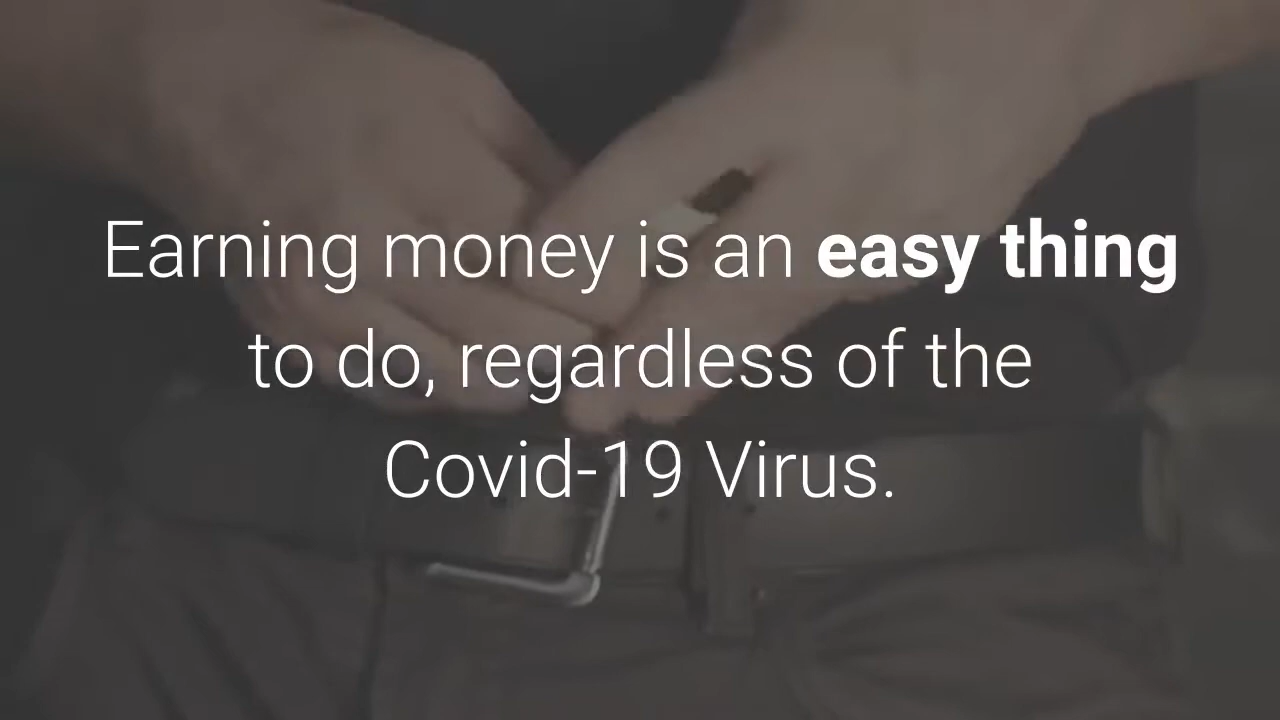 Earning money is an easy thing
to do, regardless of the
Covid-19 Virus.